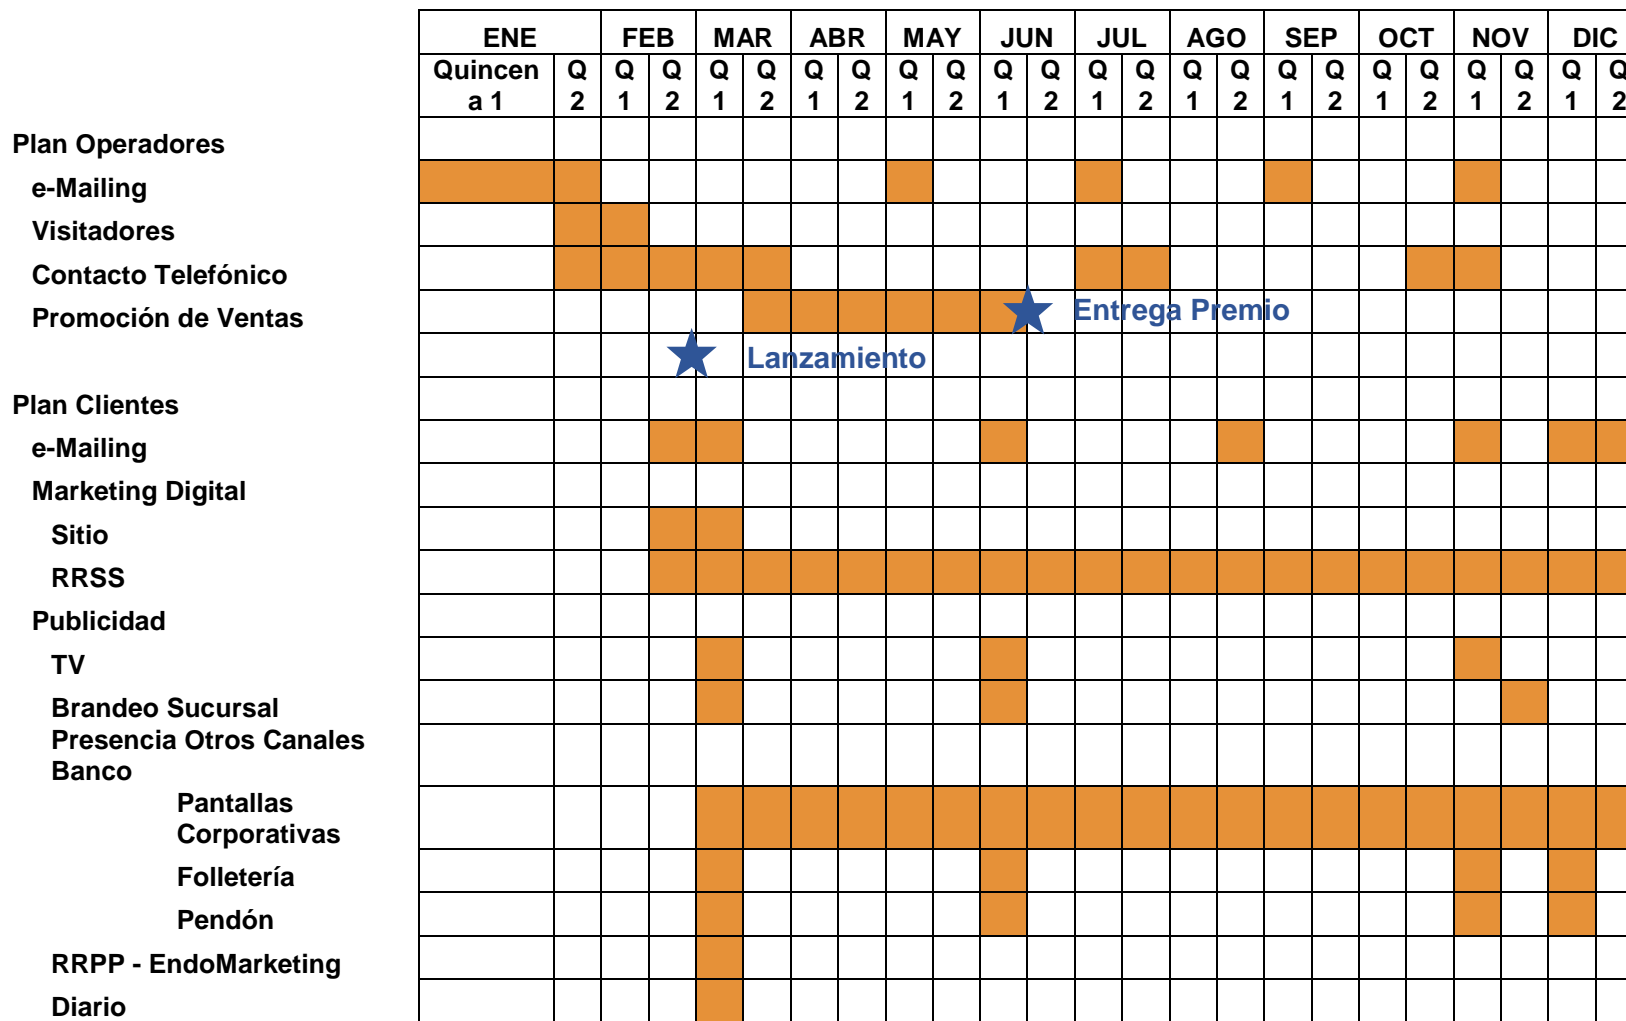 ENE FEB MAR ABR MAY JUN JUL AGO SEP OCT NOV DIC
Quincen Q Q Q Q Q Q Q Q Q Q Q Q Q Q Q Q Q Q Q Q Q Q Q
a 1 2 1 2 1 2 1 2 1 2 1 2 1 2 1 2 1 2 1 2 1 2 1 2
Plan Operadores
e-Mailing
Visitadores
Contacto Telefónico
Promoción de Ventas
Entrega Premio
Lanzamiento
Plan Clientes
e-Mailing
Marketing Digital
Sitio
RRSS
Publicidad
TV
Brandeo Sucursal
Presencia Otros Canales
Banco
Pantallas
Corporativas
Folletería
Pendón
RRPP - EndoMarketing
Diario